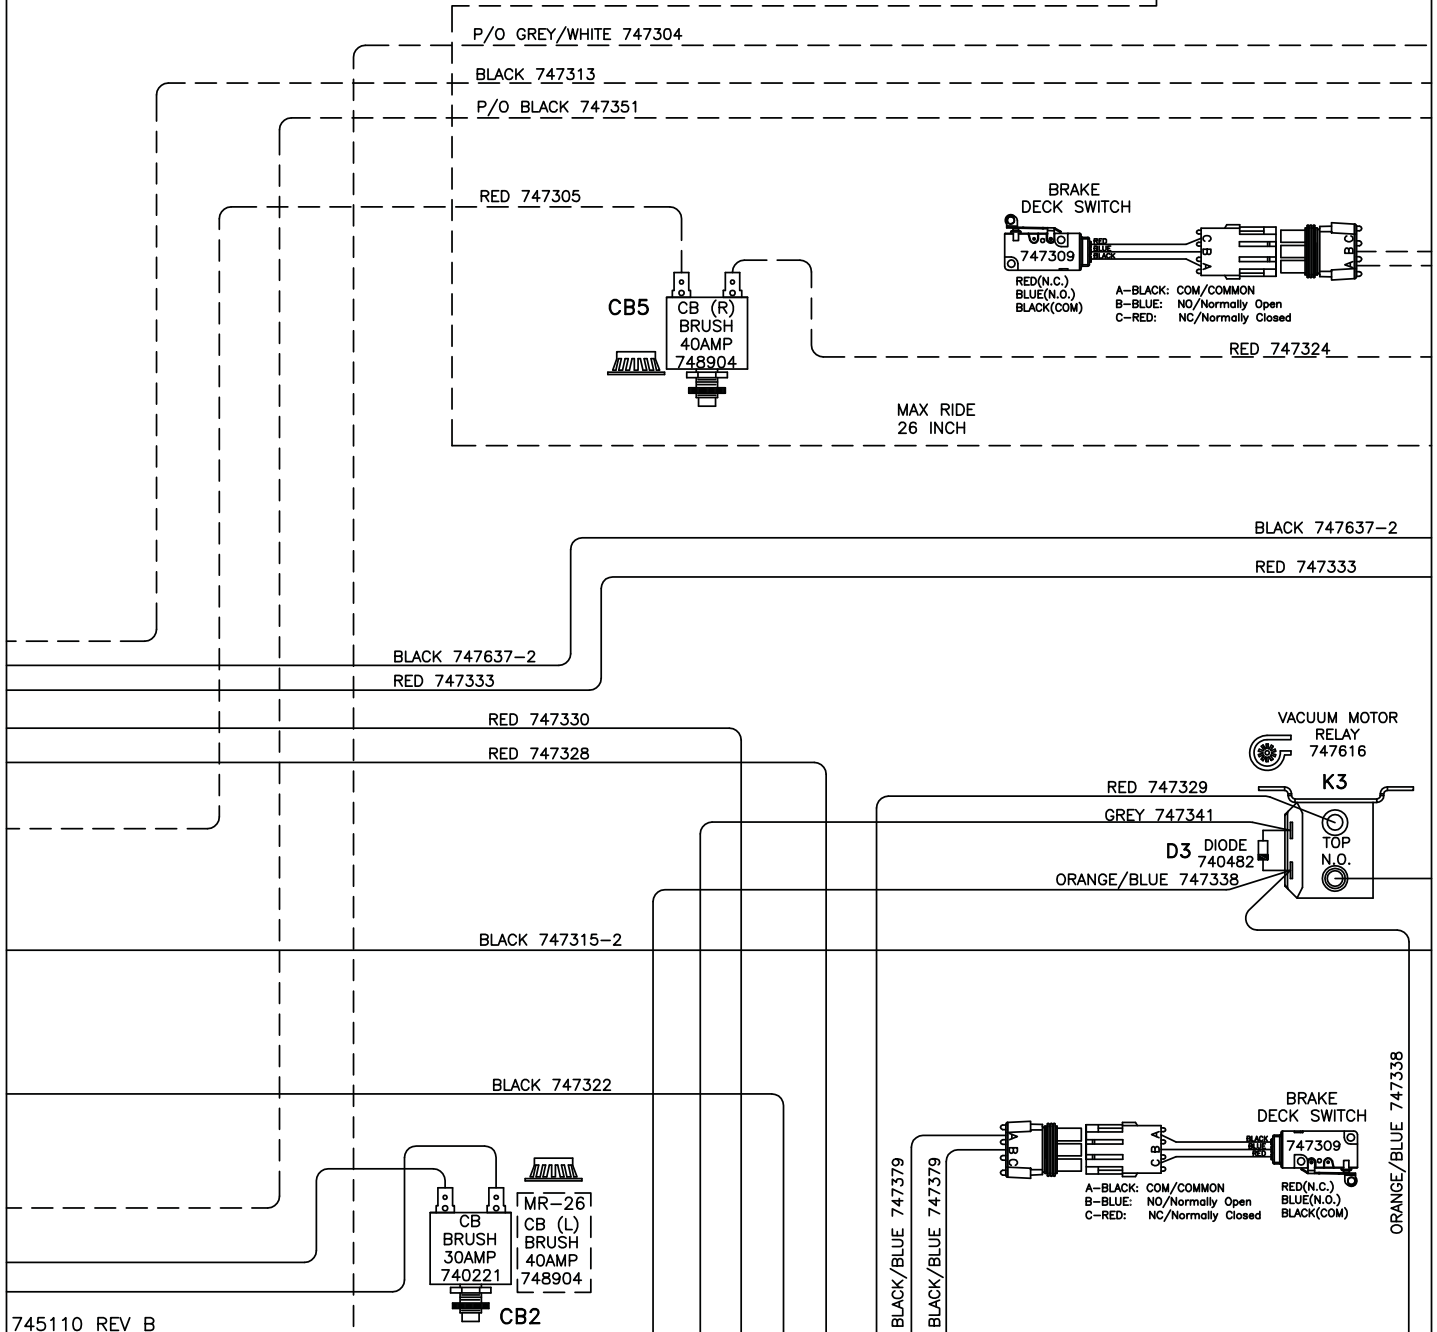 P/O GREY/WHITE 747304
BLACK 747313
P/O BLACK 747351
RED 747305
BRAKE
DECK SWITCH
747309
RED
BLUE
BLACK
C
B
A
A B C
RED(N.C.)
BLUE(N.O.)
BLACK(COM)
A-BLACK: COM/COMMON
B-BLUE: NO/Normally Open
C-RED: NC/Normally Closed
CB5
CB (R)
BRUSH
40AMP
748904
RED 747324
MAX RIDE
26 INCH
BLACK 747637-2
RED 747333
BLACK 747637-2
RED 747333
RED 747330
RED 747328
VACUUM MOTOR
RELAY
747616
K3
RED 747329
GREY 747341
D3 DIODE
740482
TOP
N.O.
ORANGE/BLUE 747338
BLACK 747315-2
BLACK 747322
ORANGE/BLUE 747338
BRAKE
DECK SWITCH
A
B
C
A
B
C
BLACK
BLUE
RED
747309
A-BLACK: COM/COMMON
B-BLUE: NO/Normally Open
C-RED: NC/Normally Closed
RED(N.C.)
BLUE(N.O.)
BLACK(COM)
BLACK/BLUE 747379
BLACK/BLUE 747379
CB
BRUSH
30AMP
740221
MR-26
CB (L)
BRUSH
40AMP
748904
CB2
745110 REV B